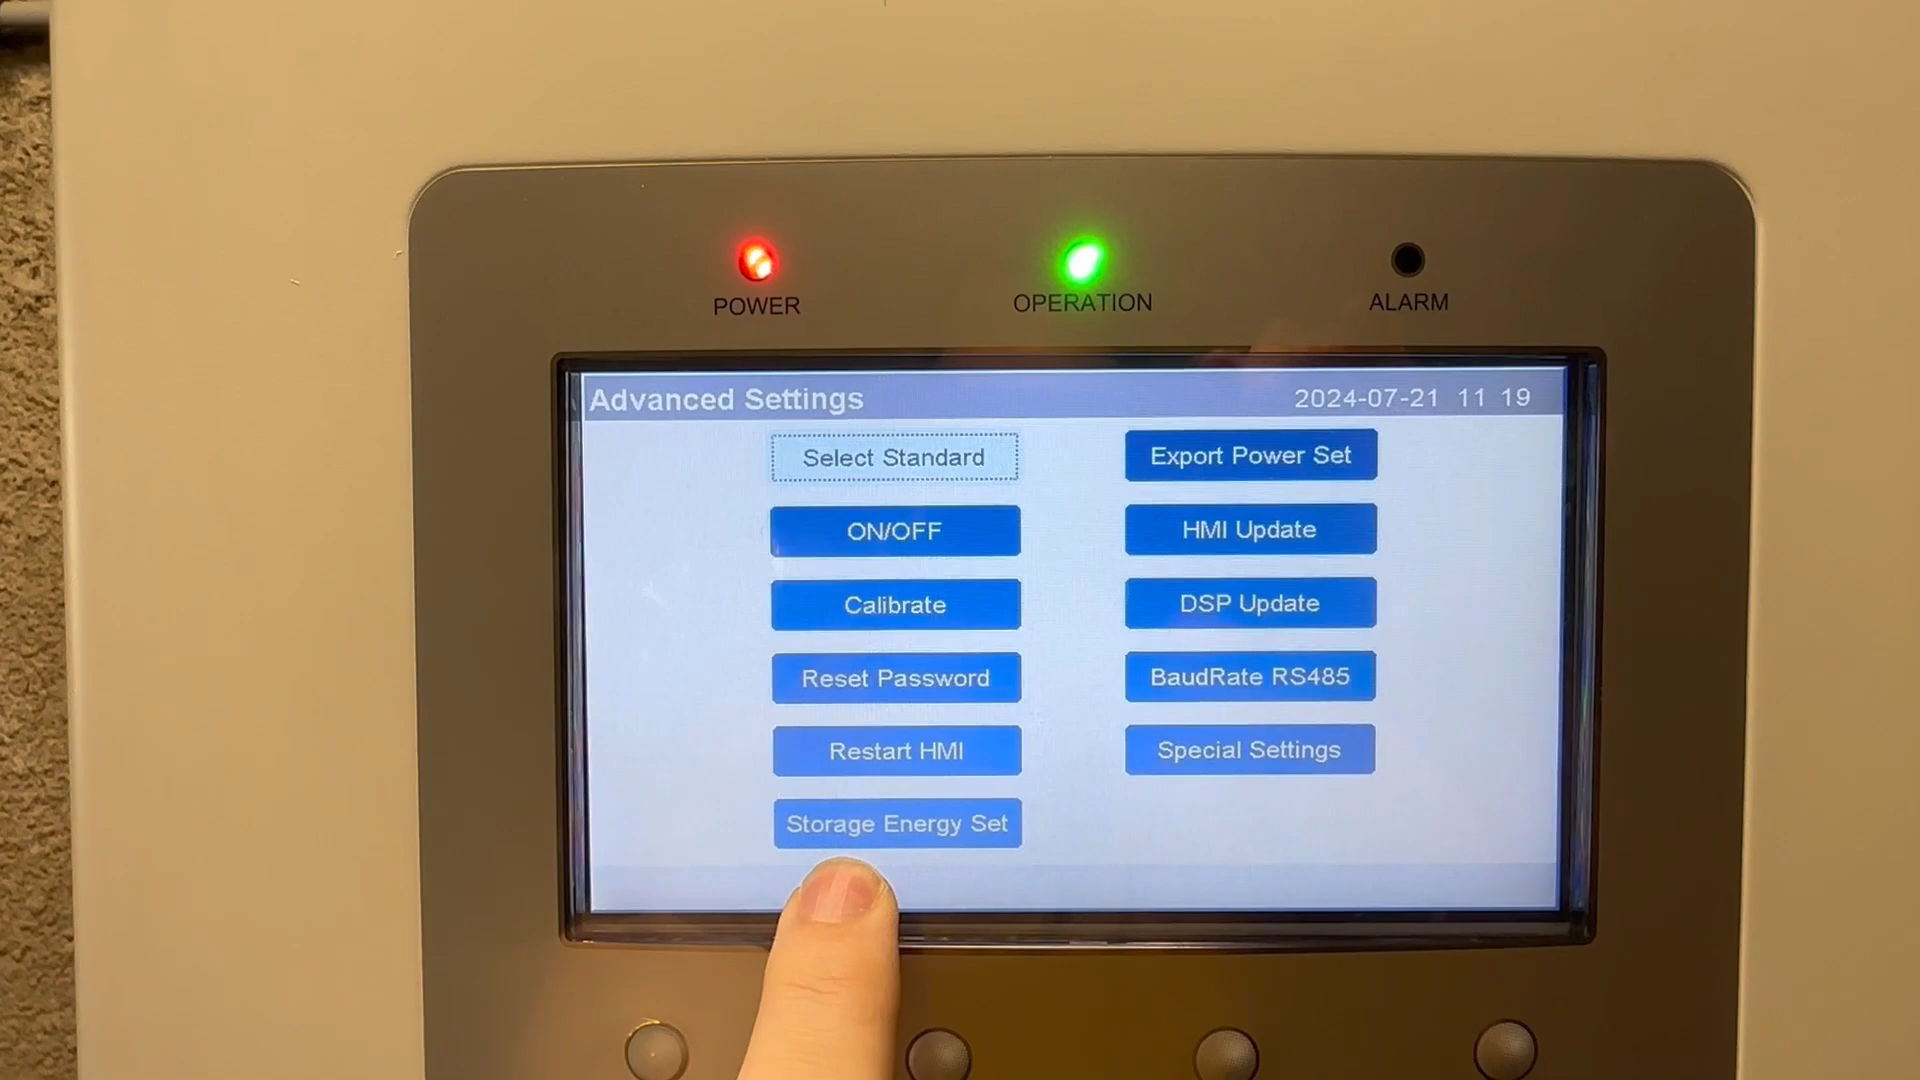 POWER
OPERATION
ALARM
Advanced Settings
2024-07-21 11 19
Select Standard
Export Power Set
ON/OFF
HMI Update
Calibrate
DSP Update
Reset Password
BaudRate RS485
Restart HMI
Special Settings
Storage Energy Set